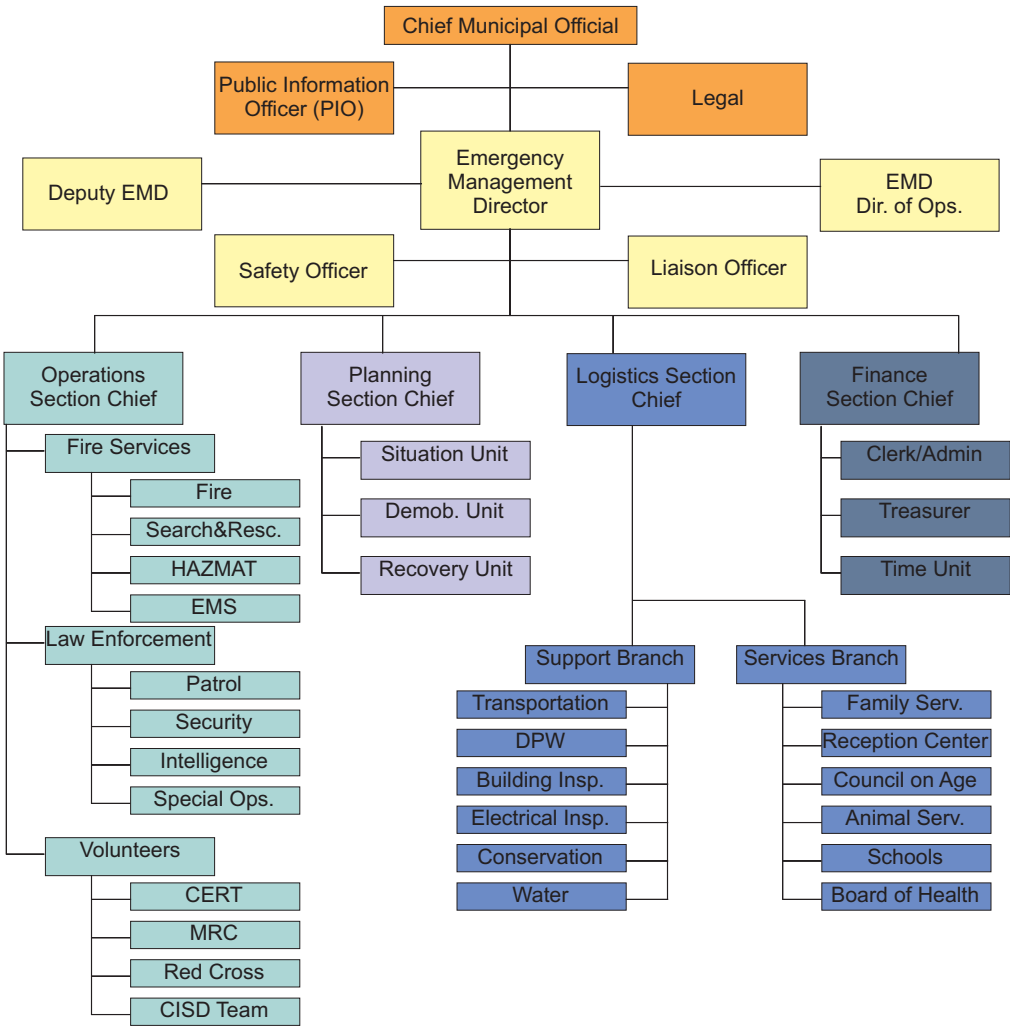 Chief Municipal Official
Public Information
Officer (PIO)
Legal
Emergency
Management
Director
Deputy EMD
EMD
Dir. of Ops.
Safety Officer
Liaison Officer
Operations
Section Chief
Fire Services
Fire
Search&Resc.
HAZMAT
EMS
Law Enforcement
Patrol
Security
Intelligence
Special Ops.
Volunteers
CERT
MRC
Red Cross
CISD Team
Planning
Section Chief
Situation Unit
Demob. Unit
Recovery Unit
Logistics Section
Chief
Support Branch
Transportation
DPW
Building Insp.
Electrical Insp.
Conservation
Water
Services Branch
Family Serv.
Reception Center
Council on Age
Animal Serv.
Schools
Board of Health
Finance
Section Chief
Clerk/Admin
Treasurer
Time Unit